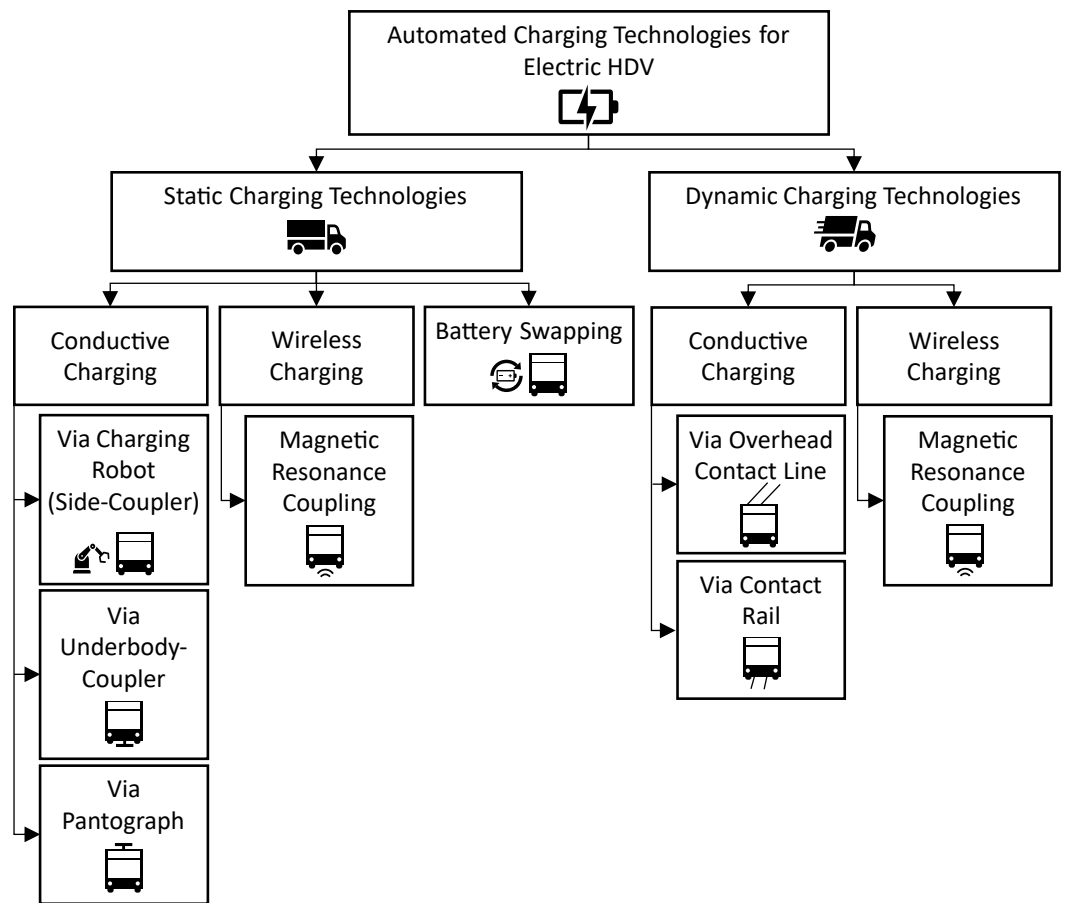 Automated Charging Technologies for
Electric HDV
Static Charging Technologies
Dynamic Charging Technologies
Conductive
Charging
Wireless
Charging
Battery Swapping
Conductive
Charging
Wireless
Charging
Via Charging
Robot
(Side-Coupler)
Magnetic
Resonance
Coupling
Via Overhead
Contact Line
Magnetic
Resonance
Coupling
Via
Underbody-
Coupler
Via Contact
Rail
Via
Pantograph